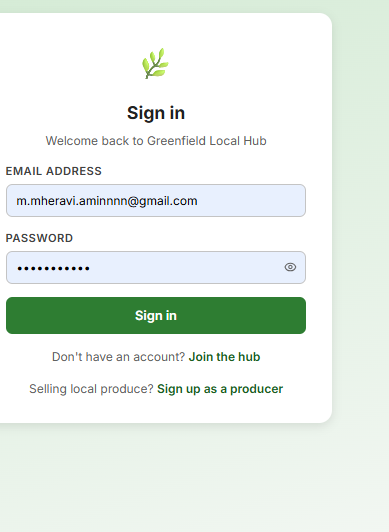 Sign in
Welcome back to Greenfield Local Hub
EMAIL ADDRESS
m.mheravi.aminnnn@gmail.com
PASSWORD
•••••••••••
Sign in
Don't have an account? Join the hub
Selling local produce? Sign up as a producer